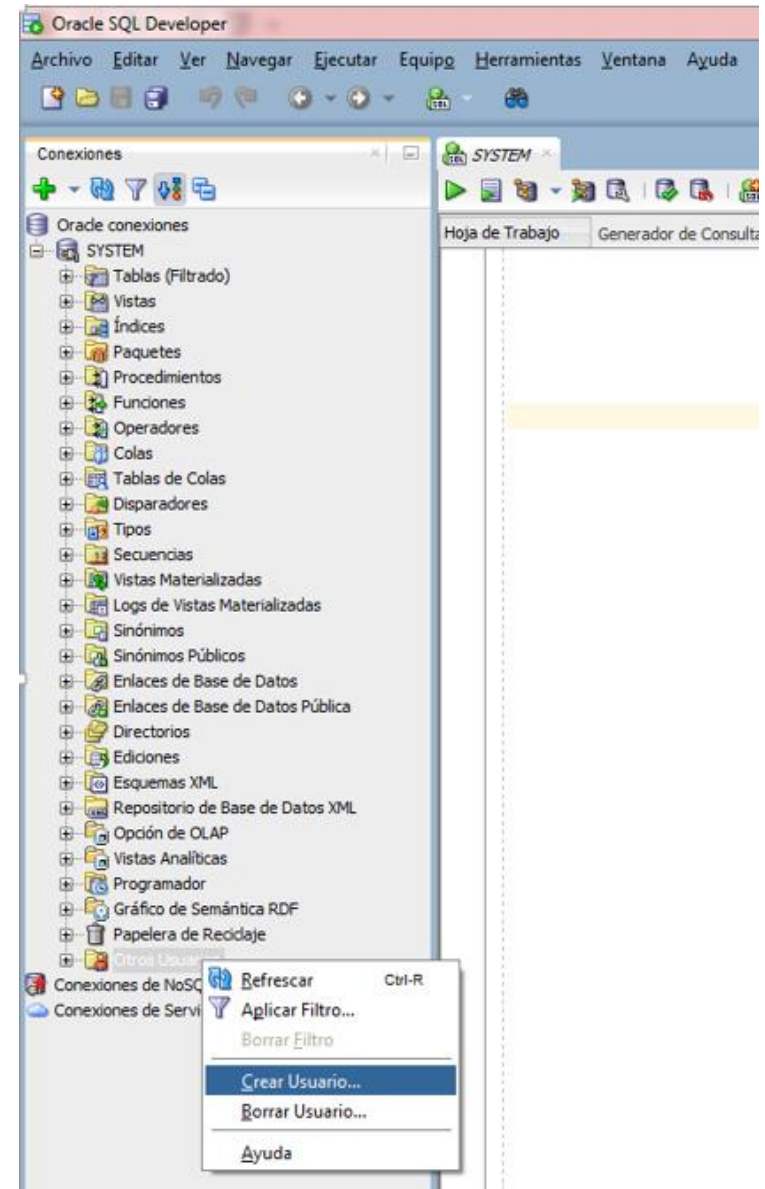 Oracle SQL Developer
Archivo Editar Ver Navegar Ejecutar Equipo Herramientas Ventana Ayuda
Conexiones
SYSTEM
Hoja de Trabajo Generador de Consulta
Oracle conexiones
SYSTEM
Tablas (Filtrado)
Vistas
Índices
Paquetes
Procedimientos
Funciones
Operadores
Colas
Tablas de Colas
Disparadores
Tipos
Secuencias
Vistas Materializadas
Logs de Vistas Materializadas
Sinónimos
Sinónimos Públicos
Enlaces de Base de Datos
Enlaces de Base de Datos Pública
Directorios
Ediciones
Esquemas XML
Repositorio de Base de Datos XML
Opción de OLAP
Vistas Analíticas
Programador
Gráfico de Semántica RDF
Papelera de Reciclaje
Otros Usuarios
Conexiones de NoSQ
Conexiones de Servi
Refrescar Ctrl-R
Aplicar Filtro...
Borrar Filtro
Crear Usuario...
Borrar Usuario...
Ayuda